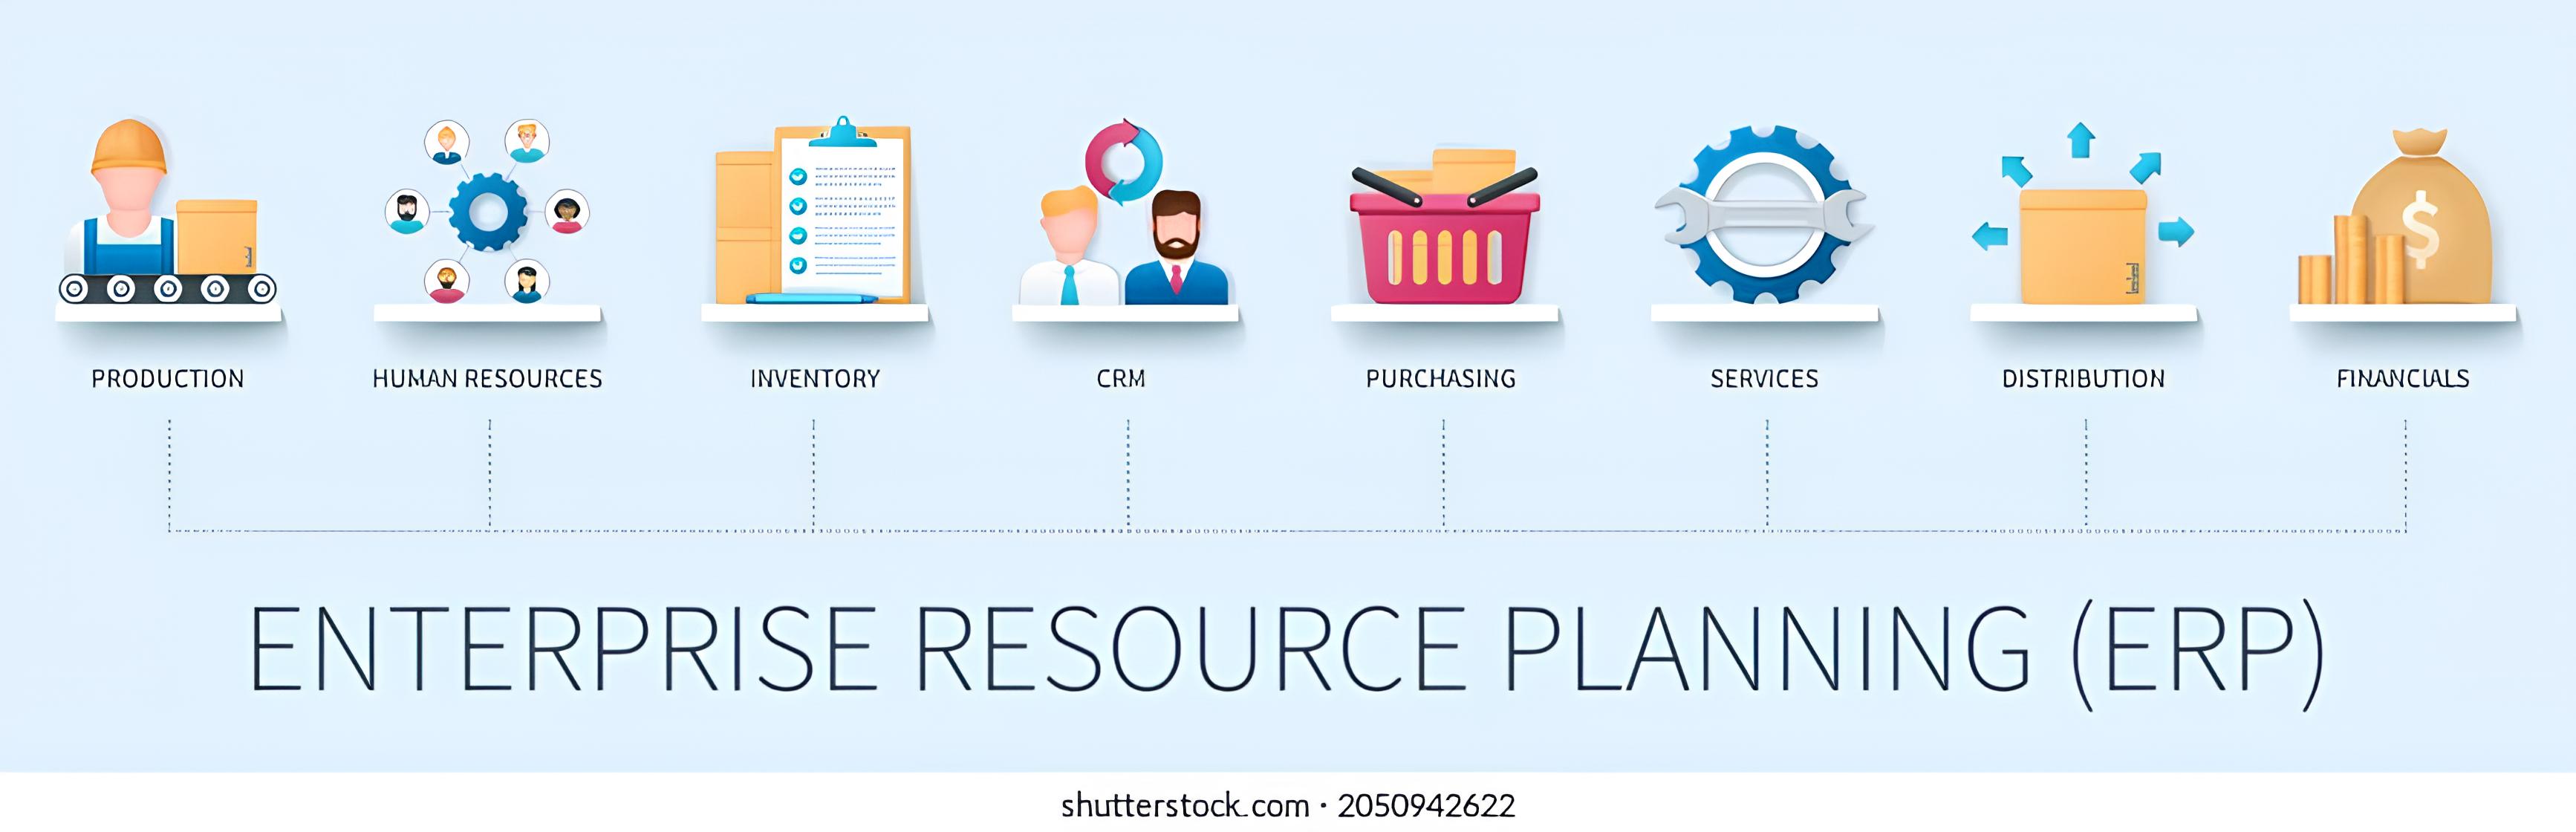 PRODUCTION
HUMAN RESOURCES
INVENTORY
CRM
PURCHASING
SERVICES
DISTRIBUTION
FINANCIALS
$
ENTERPRISE RESOURCE PLANNING (ERP)
shutterstock.com · 2050942622